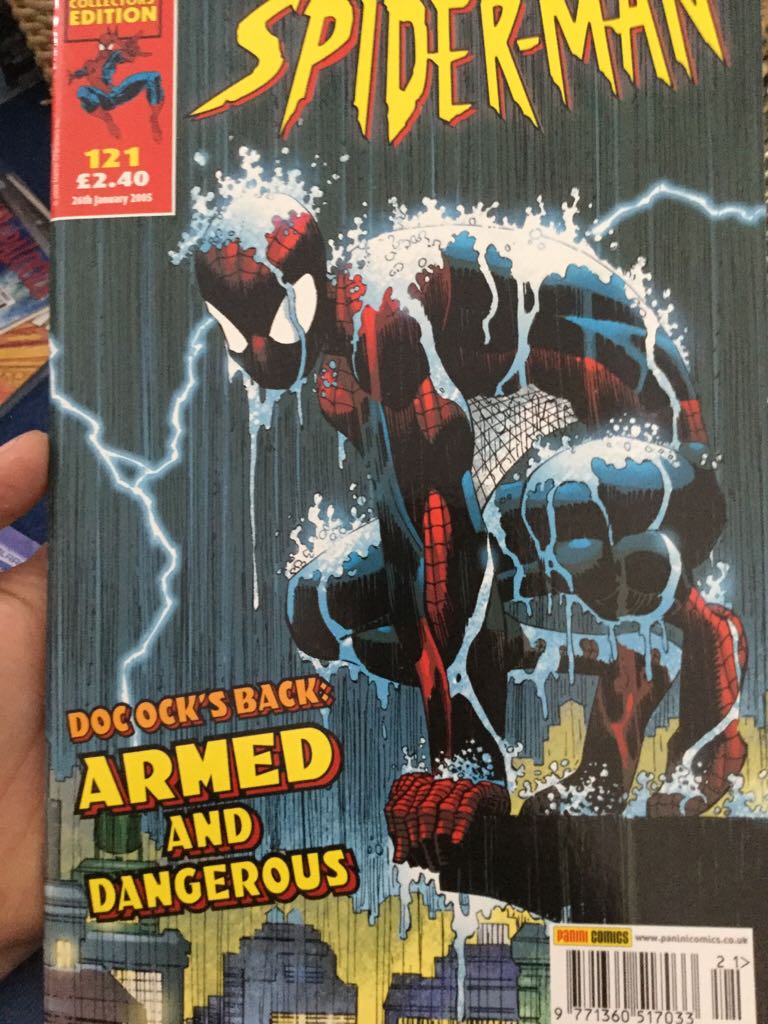 COLLECTORS'
EDITION
121
£2.40
26th January 2005
SPIDER-MAN
DOC OCK'S BACK:
ARMED
AND
DANGEROUS
PANINI COMICS www.paninicomics.co.uk
21>
9 771360 517033